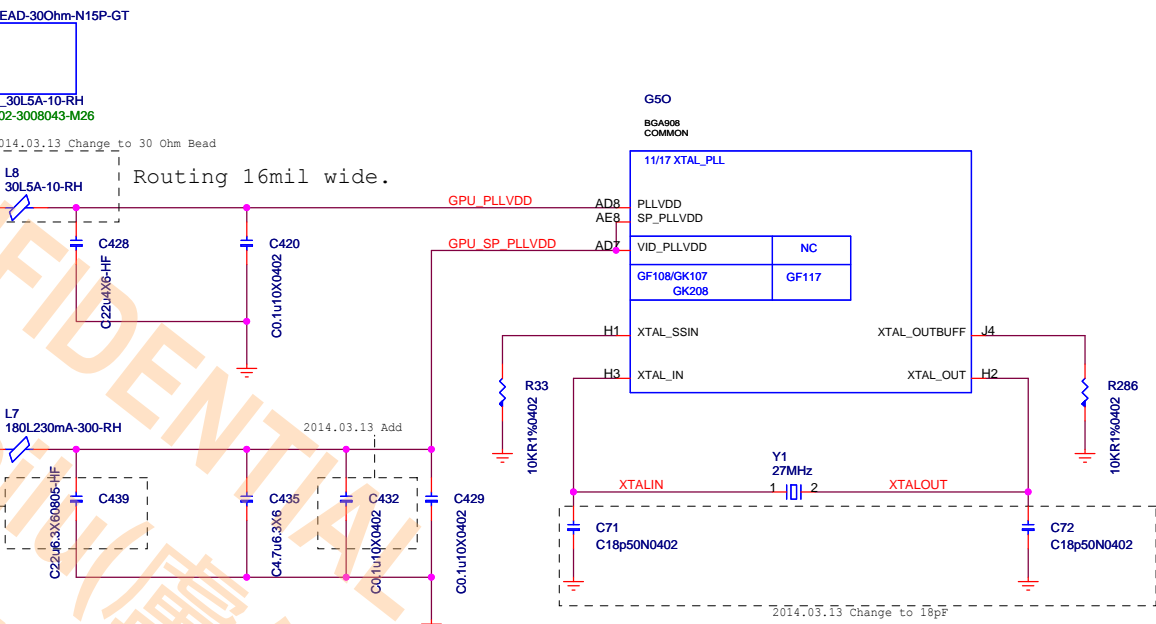 EAD-30Ohm-N15P-GT
_30L5A-10-RH
02-3008043-M26
014.03.13 Change to 30 Ohm Bead
L8
30L5A-10-RH
Routing 16mil wide.
C428
C22u4X6-HF
C420
C0.1u10X0402
GPU_PLLVDD
GPU_SP_PLLVDD
G5O
BGA908
COMMON
11/17 XTAL_PLL
AD8
PLLVDD
AE8
SP_PLLVDD
AD7
VID_PLLVDD
NC
GF108/GK107
GK208
GF117
H1
XTAL_SSIN
XTAL_OUTBUFF
J4
H3
XTAL_IN
XTAL_OUT
H2
R33
10KR1%0402
R286
10KR1%0402
L7
180L230mA-300-RH
2014.03.13 Add
C439
C22u6.3X60805-HF
C435
C4.7u6.3X6
C432
C0.1u10X0402
C429
C0.1u10X0402
Y1
27MHz
XTALIN
1
2
XTALOUT
C71
C18p50N0402
C72
C18p50N0402
2014.03.13 Change to 18pF
NFIDENTIAL